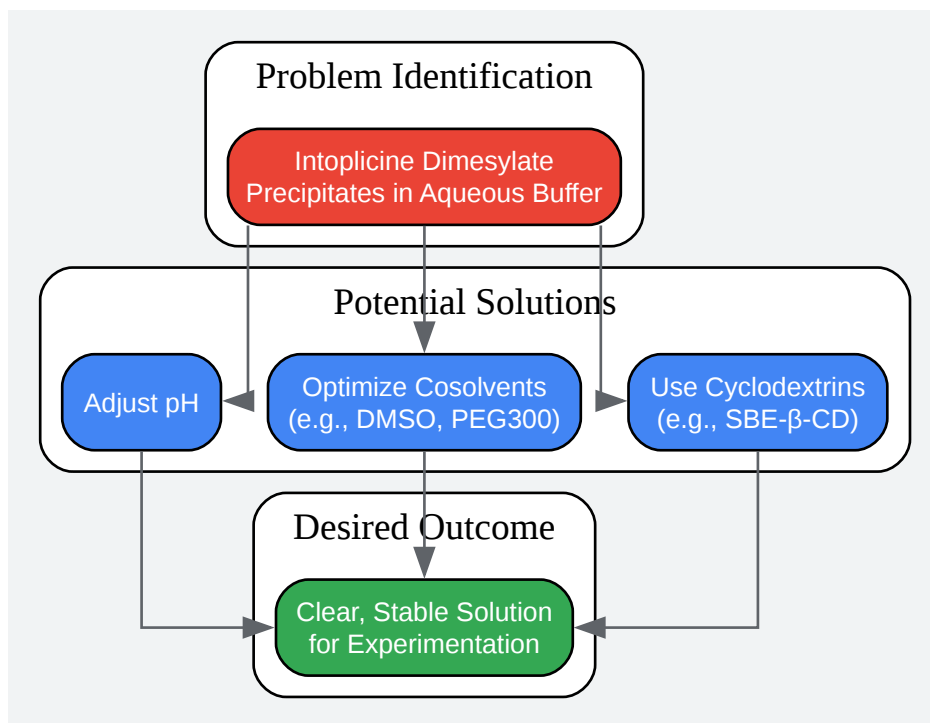 Problem Identification
Intoplicine Dimesylate
Precipitates in Aqueous Buffer
Potential Solutions
Adjust pH
Optimize Cosolvents
(e.g., DMSO, PEG300)
Use Cyclodextrins
(e.g., SBE-β-CD)
Desired Outcome
Clear, Stable Solution
for Experimentation